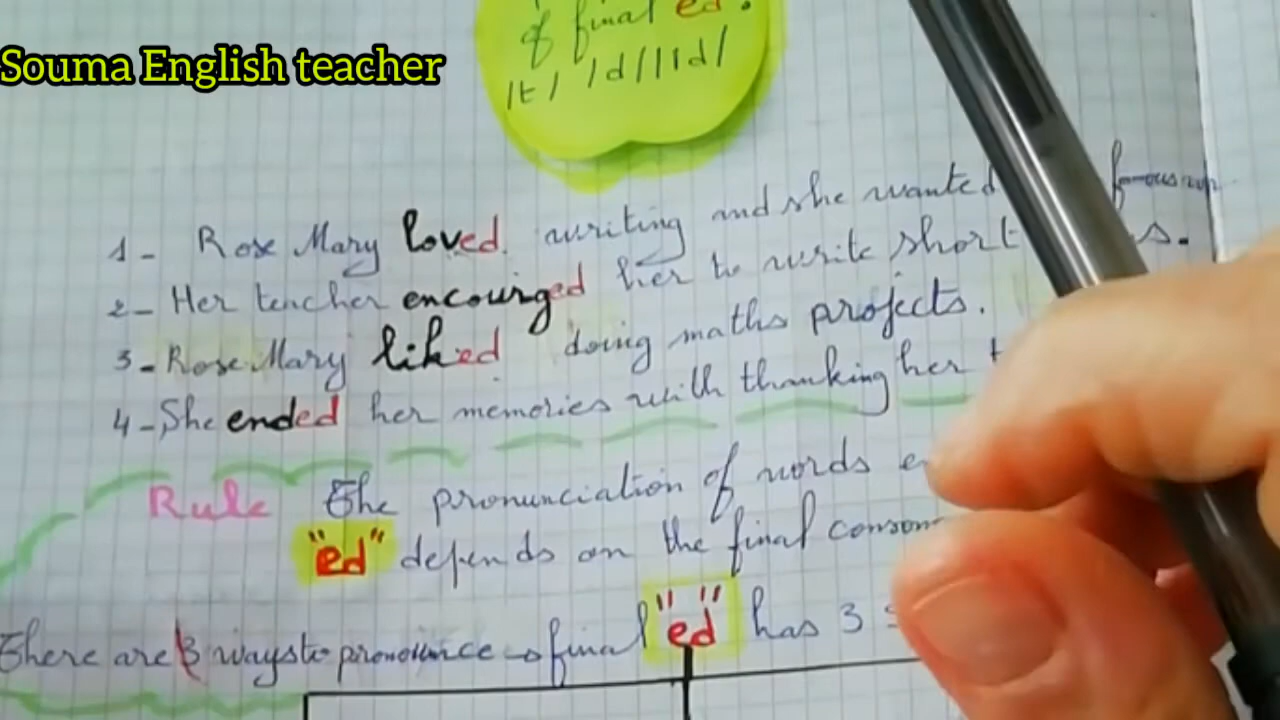 Souma English teacher
of final ed.
/t/ /d/ /Id/
1- Rose Mary loved writing and she wanted famous
2- Her teacher encourged her to write short s.
3- Rose Mary liked doing maths projects.
4- She ended her memories with thanking her t
Rule The pronunciation of words e
"ed" depends on the final conson
There are 3 ways to pronounce final "ed" has 3 s